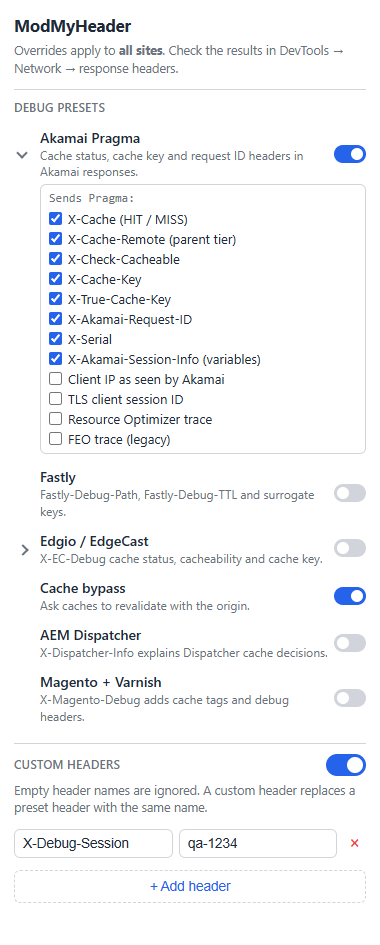 ModMyHeader
Overrides apply to all sites. Check the results in DevTools →
Network → response headers.
DEBUG PRESETS
Akamai Pragma
Cache status, cache key and request ID headers in
Akamai responses.
Sends Pragma:
X-Cache (HIT / MISS)
X-Cache-Remote (parent tier)
X-Check-Cacheable
X-Cache-Key
X-True-Cache-Key
X-Akamai-Request-ID
X-Serial
X-Akamai-Session-Info (variables)
Client IP as seen by Akamai
TLS client session ID
Resource Optimizer trace
FEO trace (legacy)
Fastly
Fastly-Debug-Path, Fastly-Debug-TTL and surrogate
keys.
Edgio / EdgeCast
X-EC-Debug cache status, cacheability and cache key.
Cache bypass
Ask caches to revalidate with the origin.
AEM Dispatcher
X-Dispatcher-Info explains Dispatcher cache decisions.
Magento + Varnish
X-Magento-Debug adds cache tags and debug
headers.
CUSTOM HEADERS
Empty header names are ignored. A custom header replaces a
preset header with the same name.
X-Debug-Session qa-1234 ×
+ Add header